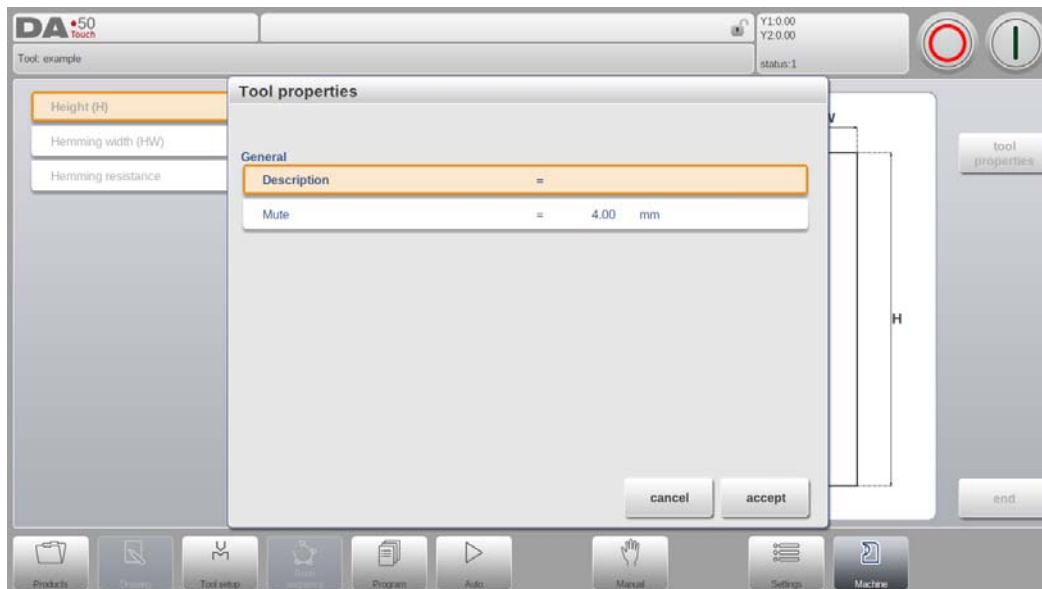 DA•50
Touch
Y1:0.00
Y2:0.00
status:1
Tool: example
Height (H)
Hemming width (HW)
Hemming resistance
Tool properties
General
Description =
Mute = 4.00 mm
cancel
accept
H
tool
properties
end
Products
Drawing
Tool setup
Bend
sequence
Program
Auto
Manual
Settings
Machine